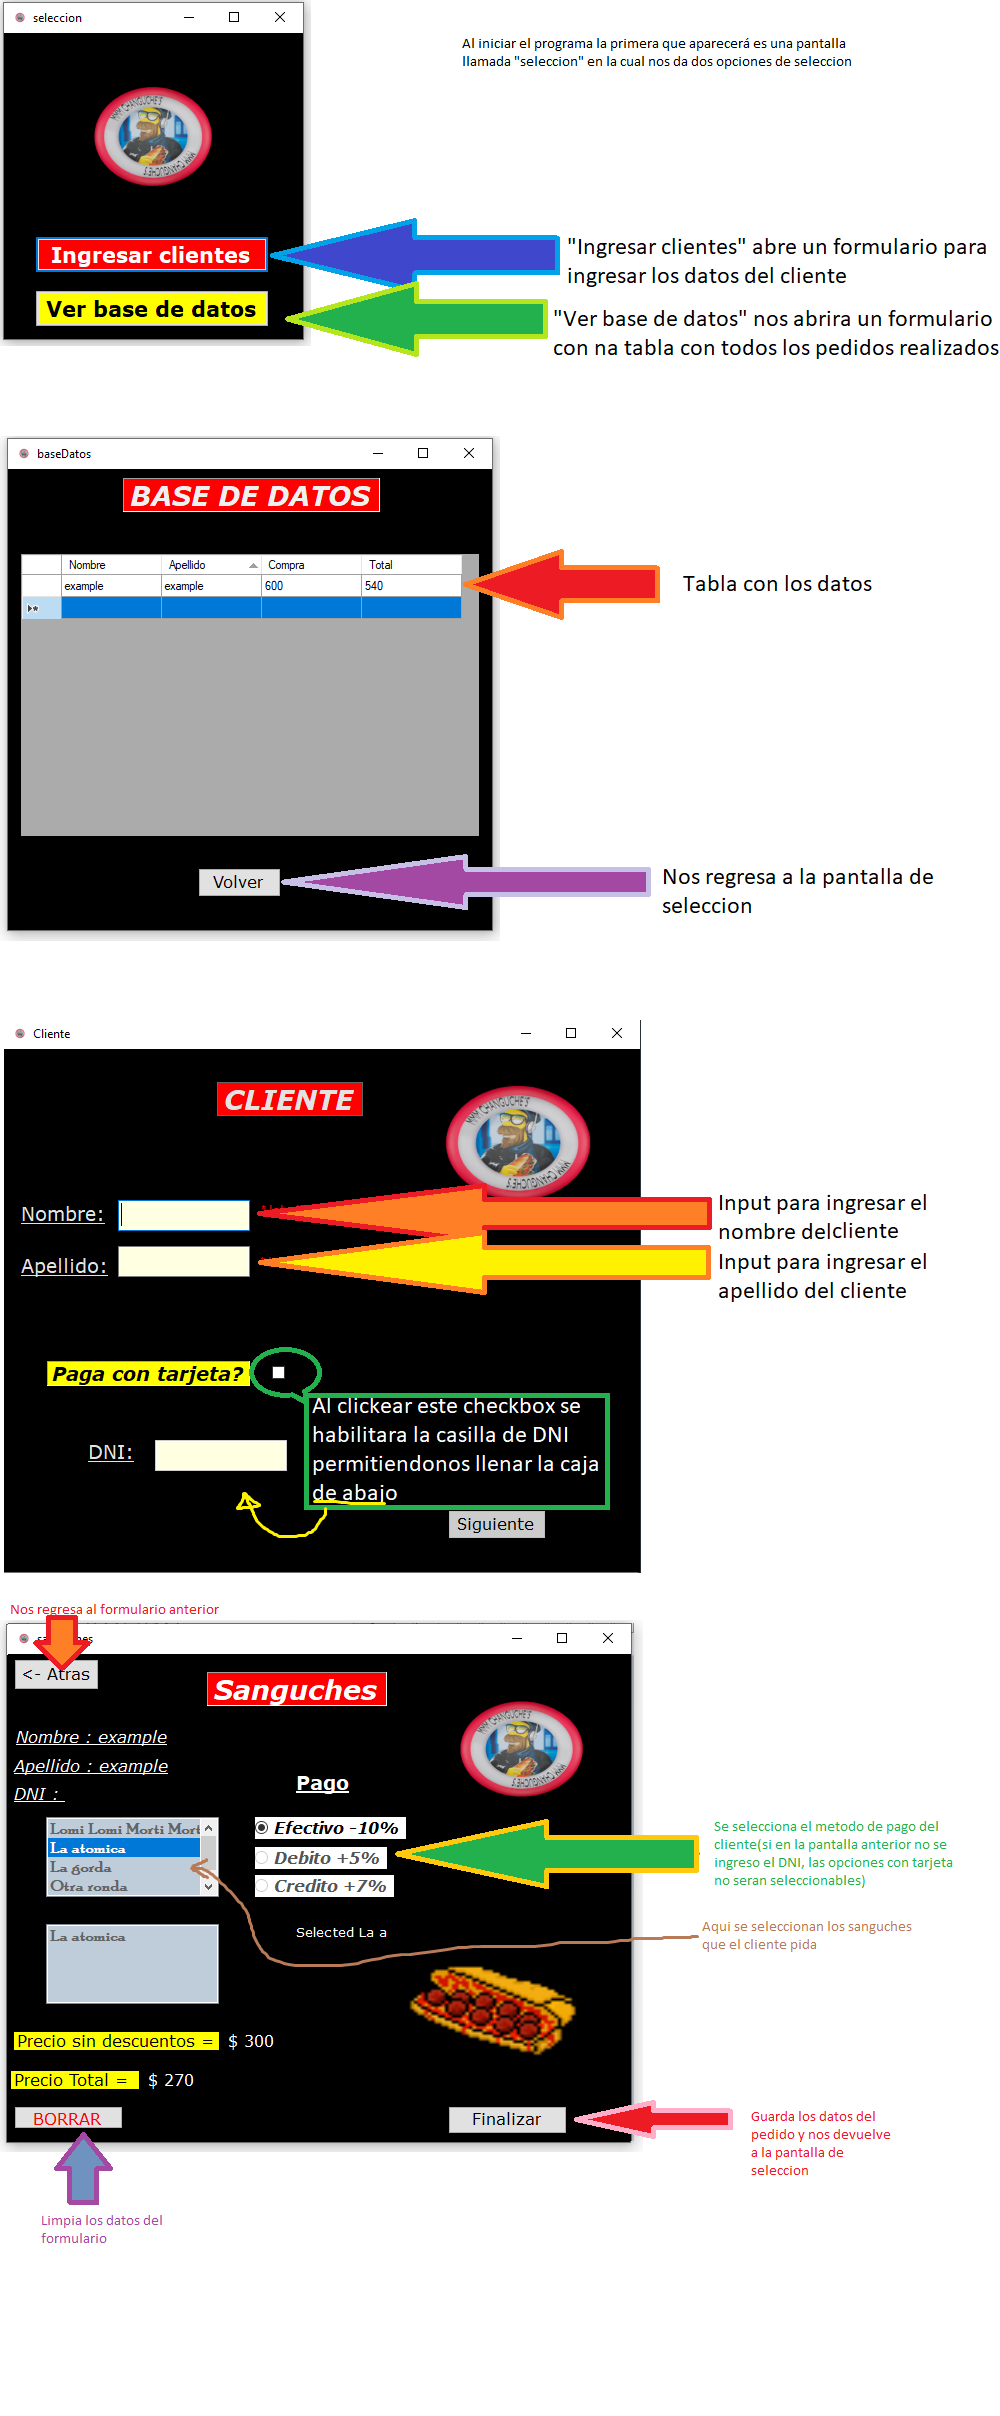 seleccion
Al iniciar el programa la primera que aparecerá es una pantalla
llamada "seleccion" en la cual nos da dos opciones de seleccion
Ingresar clientes
"Ingresar clientes" abre un formulario para
ingresar los datos del cliente
Ver base de datos
"Ver base de datos" nos abrira un formulario
con na tabla con todos los pedidos realizados
baseDatos
BASE DE DATOS
Nombre Apellido Compra Total
example example 600 540
Tabla con los datos
Volver
Nos regresa a la pantalla de
seleccion
Cliente
CLIENTE
Nombre:
Input para ingresar el
nombre delcliente
Apellido:
Input para ingresar el
apellido del cliente
Paga con tarjeta?
Al clickear este checkbox se
habilitara la casilla de DNI
permitiendonos llenar la caja
de abajo
DNI:
Siguiente
Nos regresa al formulario anterior
<- Atras
Sanguches
Nombre : example
Apellido : example
DNI :
Pago
Lomi Lomi Morti Mort
La atomica
La gorda
Otra ronda
Efectivo -10%
Debito +5%
Credito +7%
Se selecciona el metodo de pago del
cliente(si en la pantalla anterior no se
ingreso el DNI, las opciones con tarjeta
no seran seleccionables)
Selected La a
Aqui se seleccionan los sanguches
que el cliente pida
La atomica
Precio sin descuentos = $ 300
Precio Total = $ 270
BORRAR
Finalizar
Guarda los datos del
pedido y nos devuelve
a la pantalla de
seleccion
Limpia los datos del
formulario